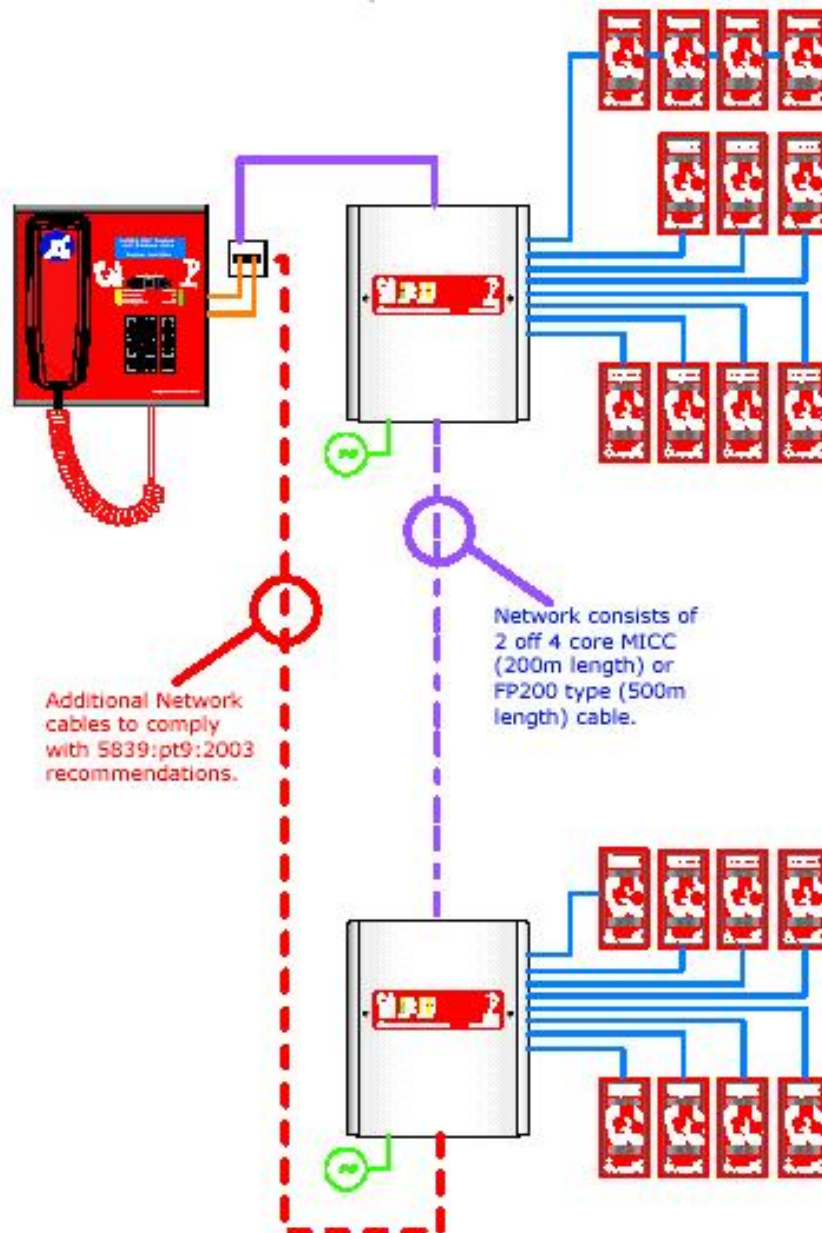 Network consists of
2 off 4 core MICC
(200m length) or
FP200 type (500m
length) cable.
Additional Network
cables to comply
with 5839:pt9:2003
recommendations.